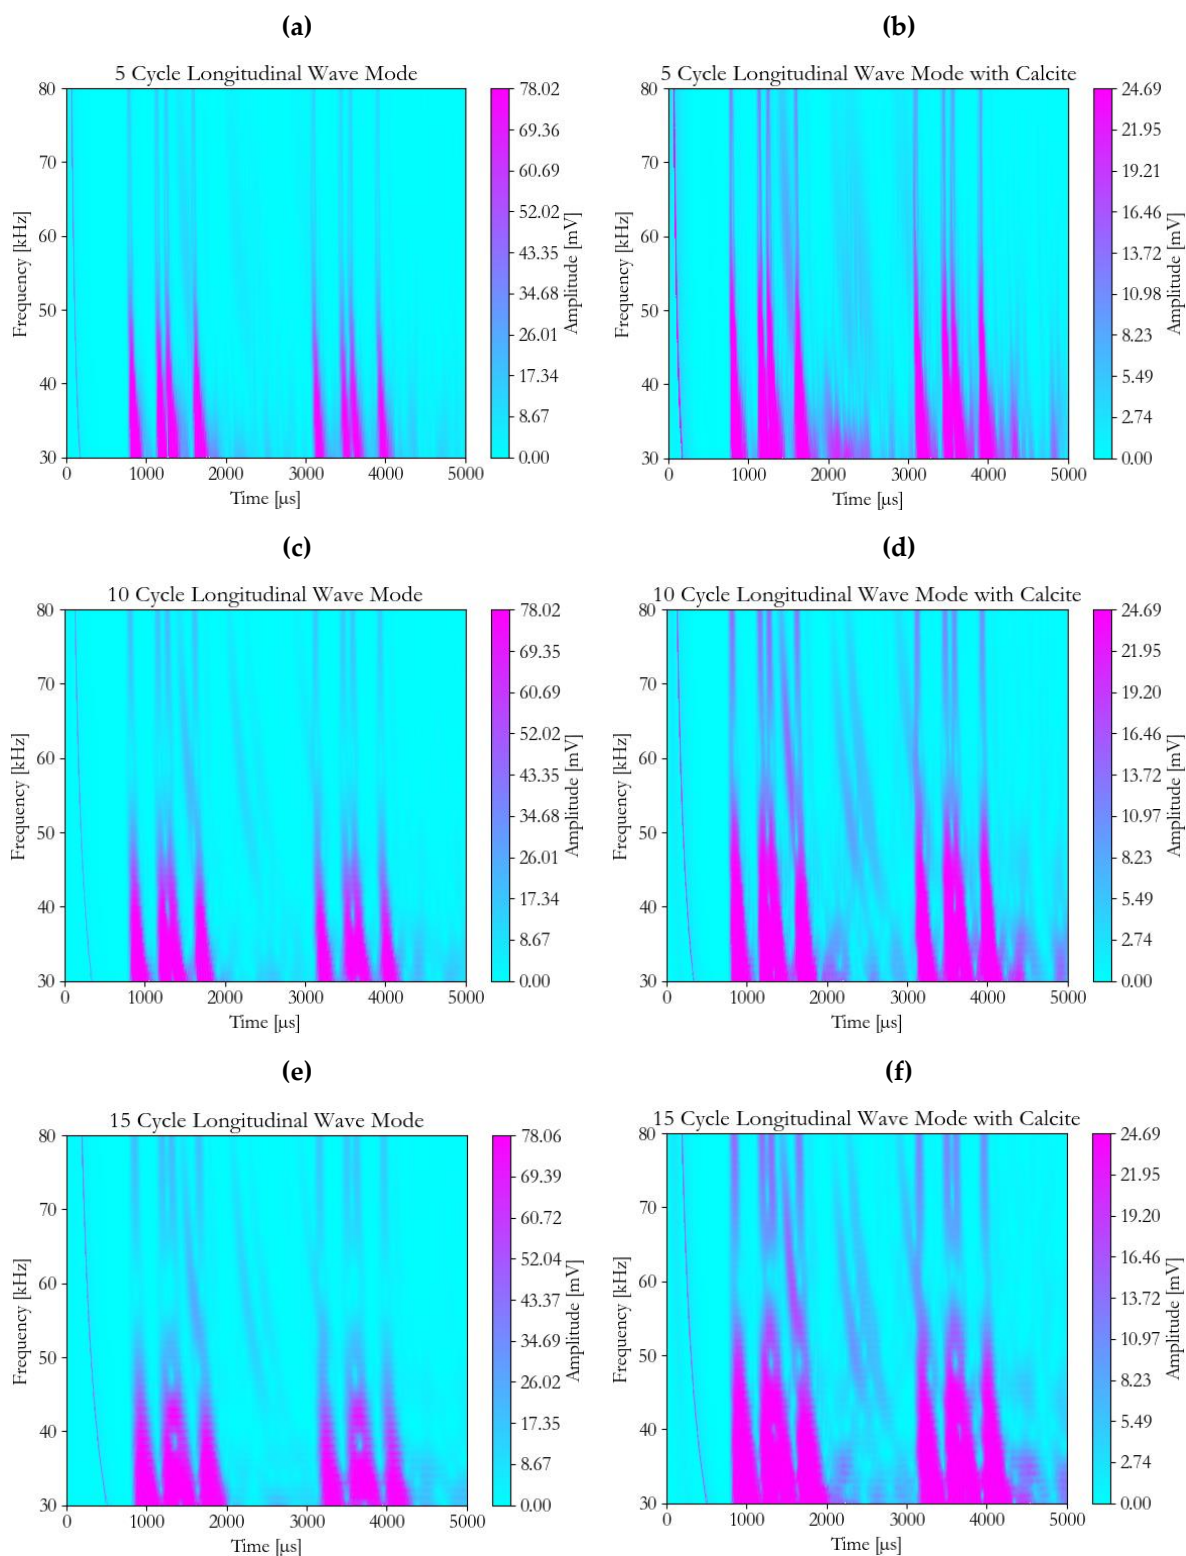 (a)
5 Cycle Longitudinal Wave Mode
80
70
60
50
40
30
Frequency [kHz]
0 1000 2000 3000 4000 5000
Time [µs]
78.02
69.36
60.69
52.02
43.35
34.68
26.01
17.34
8.67
0.00
Amplitude [mV]
(b)
5 Cycle Longitudinal Wave Mode with Calcite
80
70
60
50
40
30
Frequency [kHz]
0 1000 2000 3000 4000 5000
Time [µs]
24.69
21.95
19.21
16.46
13.72
10.98
8.23
5.49
2.74
0.00
Amplitude [mV]
(c)
10 Cycle Longitudinal Wave Mode
80
70
60
50
40
30
Frequency [kHz]
0 1000 2000 3000 4000 5000
Time [µs]
78.02
69.35
60.69
52.02
43.35
34.68
26.01
17.34
8.67
0.00
Amplitude [mV]
(d)
10 Cycle Longitudinal Wave Mode with Calcite
80
70
60
50
40
30
Frequency [kHz]
0 1000 2000 3000 4000 5000
Time [µs]
24.69
21.95
19.20
16.46
13.72
10.97
8.23
5.49
2.74
0.00
Amplitude [mV]
(e)
15 Cycle Longitudinal Wave Mode
80
70
60
50
40
30
Frequency [kHz]
0 1000 2000 3000 4000 5000
Time [µs]
78.06
69.39
60.72
52.04
43.37
34.69
26.02
17.35
8.67
0.00
Amplitude [mV]
(f)
15 Cycle Longitudinal Wave Mode with Calcite
80
70
60
50
40
30
Frequency [kHz]
0 1000 2000 3000 4000 5000
Time [µs]
24.69
21.95
19.20
16.46
13.72
10.97
8.23
5.49
2.74
0.00
Amplitude [mV]